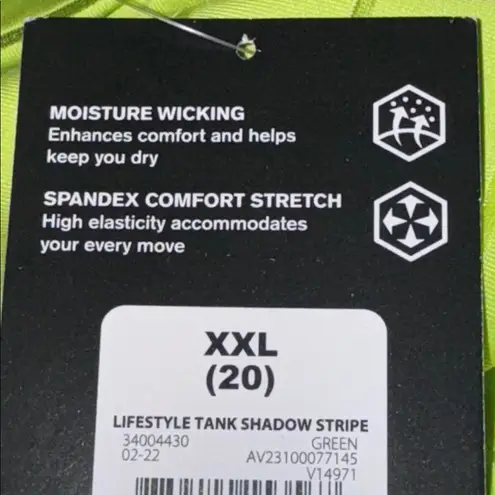 MOISTURE WICKING
Enhances comfort and helps
keep you dry
SPANDEX COMFORT STRETCH
High elasticity accommodates
your every move
XXL
(20)
LIFESTYLE TANK SHADOW STRIPE
34004430 GREEN
02-22 AV23100077145
V14971